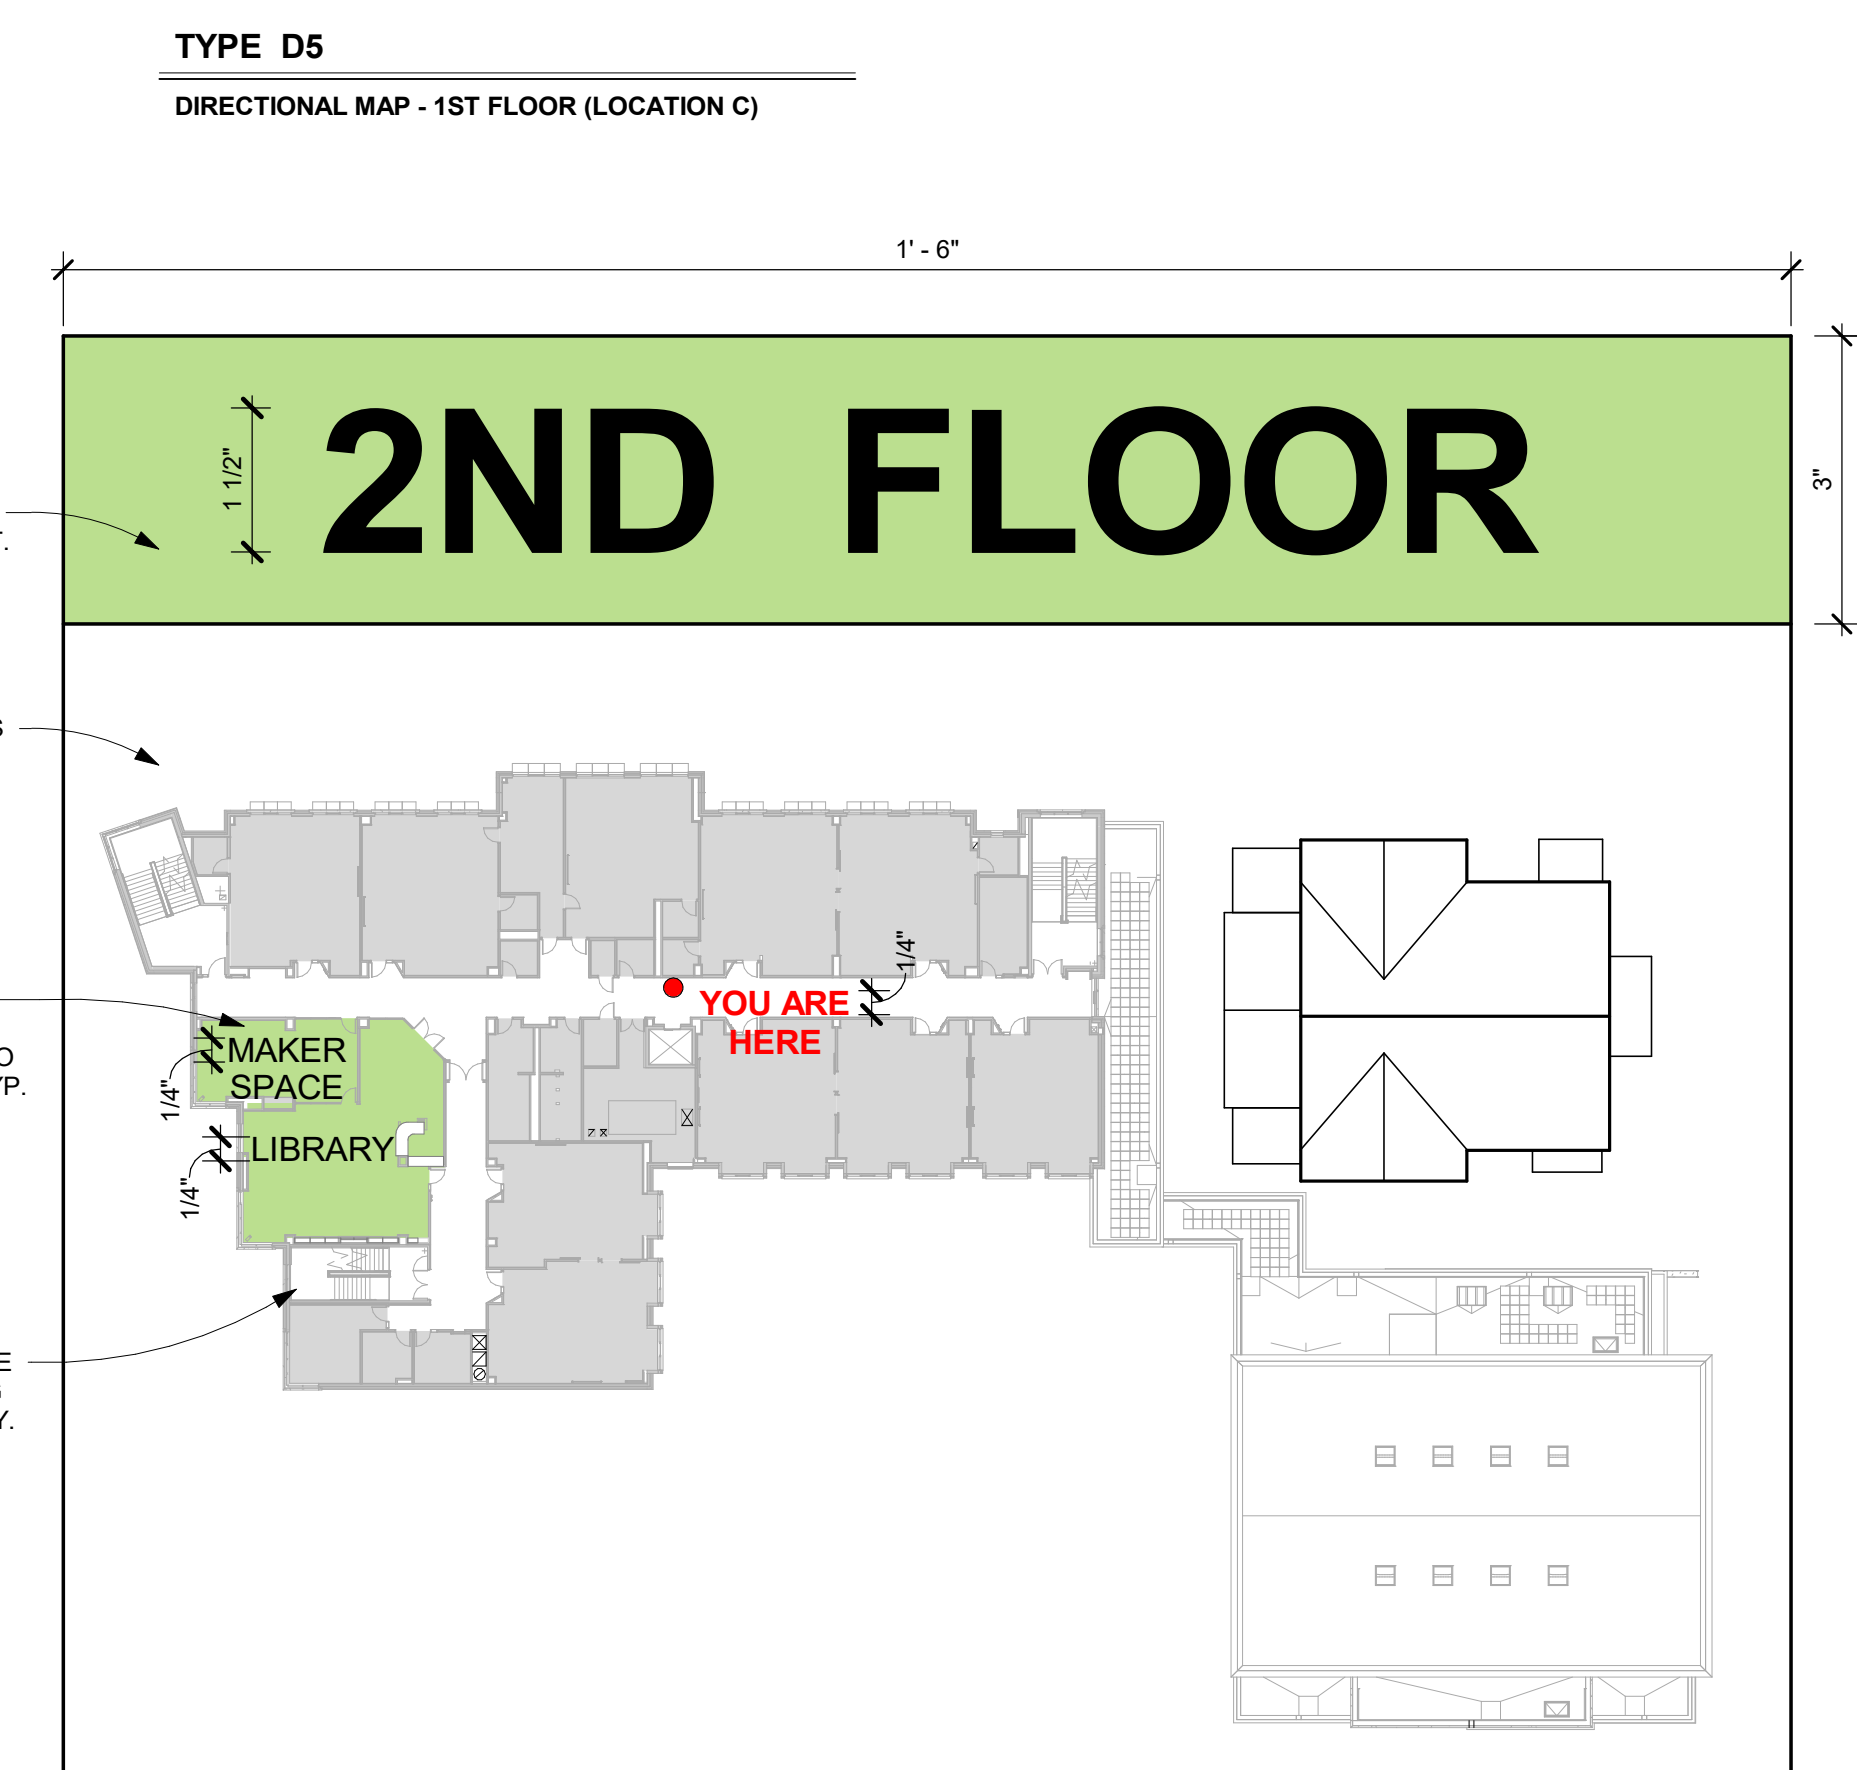 TYPE D5
DIRECTIONAL MAP - 1ST FLOOR (LOCATION C)
1' - 6"
2ND FLOOR
1 1/2"
3"
T.
S
1/4"
YOU ARE
HERE
MAKER
SPACE
O
YP.
1/4"
LIBRARY
1/4"
E
Y.